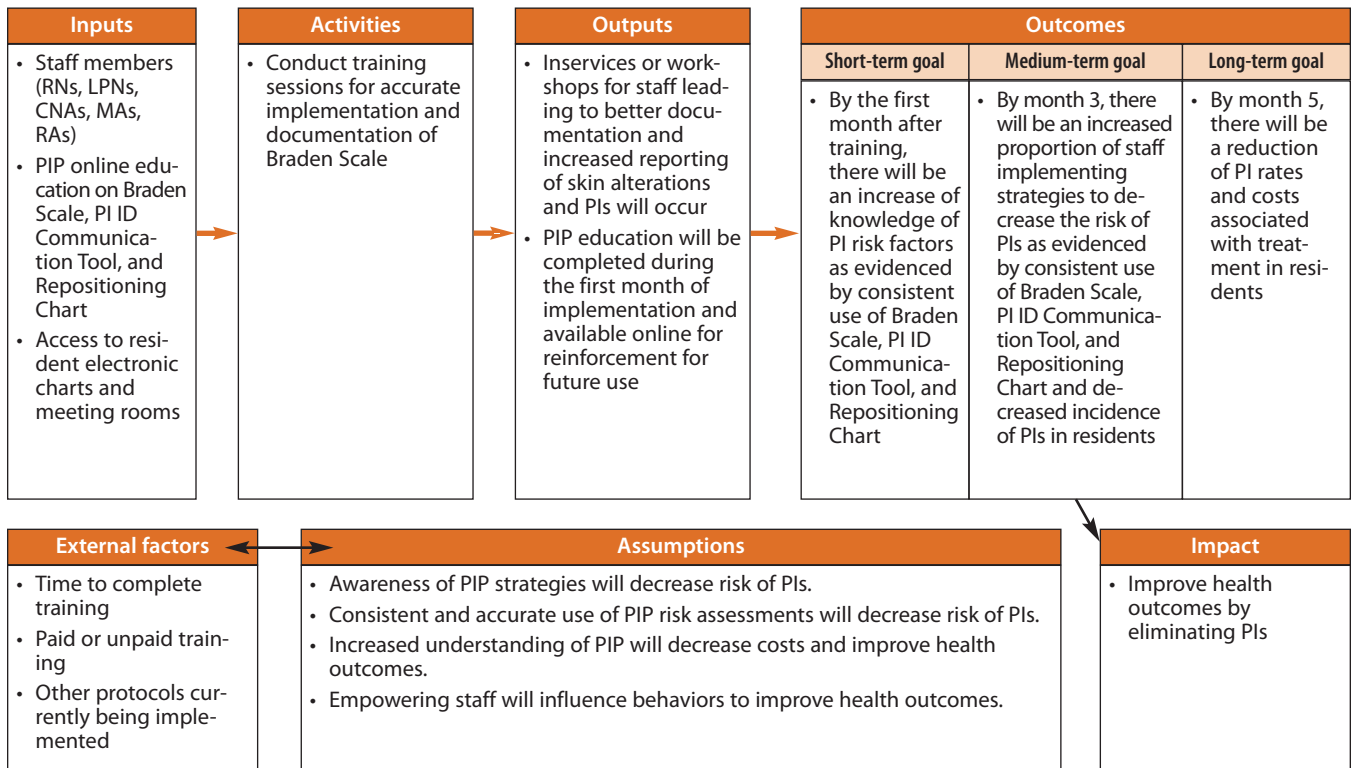 Inputs
• Staff members
(RNs, LPNs,
CNAs, MAs,
RAs)
• PIP online edu-
cation on Braden
Scale, PI ID
Communica-
tion Tool, and
Repositioning
Chart
• Access to resi-
dent electronic
charts and
meeting rooms
Activities
• Conduct training
sessions for accurate
implementation and
documentation of
Braden Scale
Outputs
• Inservices or work-
shops for staff lead-
ing to better docu-
mentation and
increased reporting
of skin alterations
and PIs will occur
• PIP education will be
completed during
the first month of
implementation and
available online for
reinforcement for
future use
Outcomes
Short-term goal
• By the first
month after
training,
there will be
an increase of
knowledge of
PI risk factors
as evidenced
by consistent
use of Braden
Scale, PI ID
Communica-
tion Tool, and
Repositioning
Chart
Medium-term goal
• By month 3, there
will be an increased
proportion of staff
implementing
strategies to de-
crease the risk of
PIs as evidenced
by consistent use
of Braden Scale,
PI ID Communica-
tion Tool, and
Repositioning
Chart and de-
creased incidence
of PIs in residents
Long-term goal
• By month 5,
there will be
a reduction
of PI rates
and costs
associated
with treat-
ment in resi-
dents
External factors
• Time to complete
training
• Paid or unpaid train-
ing
• Other protocols cur-
rently being imple-
mented
Assumptions
• Awareness of PIP strategies will decrease risk of PIs.
• Consistent and accurate use of PIP risk assessments will decrease risk of PIs.
• Increased understanding of PIP will decrease costs and improve health
outcomes.
• Empowering staff will influence behaviors to improve health outcomes.
Impact
• Improve health
outcomes by
eliminating PIs